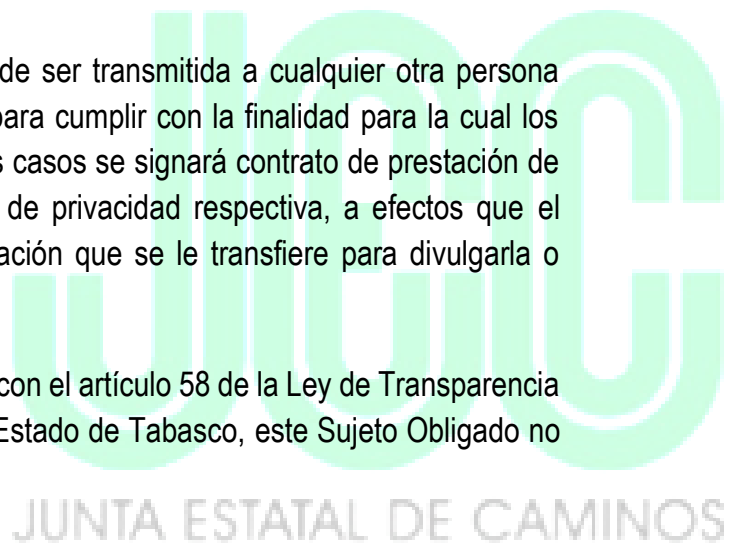 de ser transmitida a cualquier otra persona
para cumplir con la finalidad para la cual los
s casos se signará contrato de prestación de
de privacidad respectiva, a efectos que el
ación que se le transfiere para divulgarla o
con el artículo 58 de la Ley de Transparencia
Estado de Tabasco, este Sujeto Obligado no
JEC
JUNTA ESTATAL DE CAMINOS